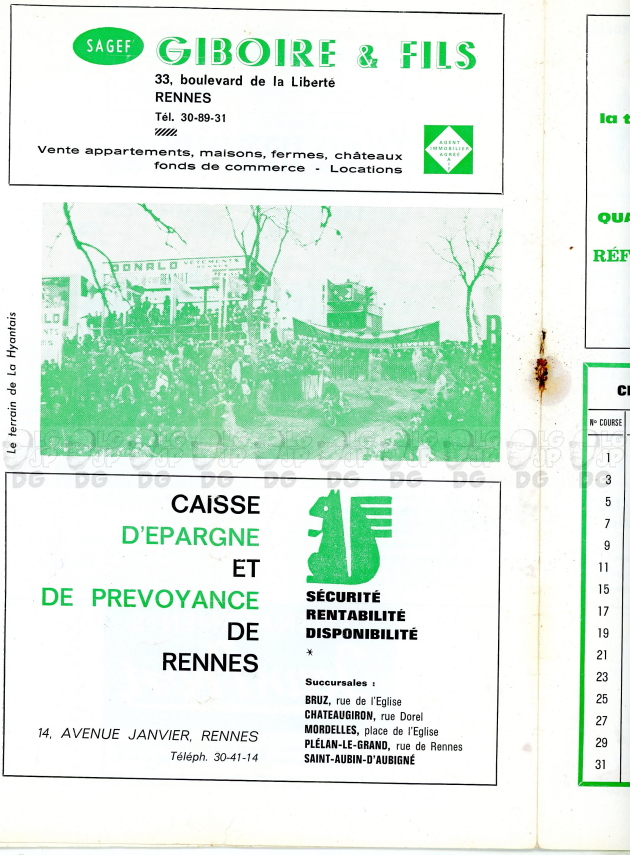 SAGEF
GIBOIRE & FILS
33, boulevard de la Liberté
RENNES
Tél. 30-89-31
Vente appartements, maisons, fermes, châteaux
fonds de commerce - Locations
AGENT
IMMOBILIER
AGRÉÉ
DONALD VÊTEMENTS
Le terrain de La Hyantais
CAISSE
D'EPARGNE
ET
DE PREVOYANCE
DE
RENNES
14, AVENUE JANVIER, RENNES
Téléph. 30-41-14
SÉCURITÉ
RENTABILITÉ
DISPONIBILITÉ
*
Succursales :
BRUZ, rue de l'Eglise
CHATEAUGIRON, rue Dorel
MORDELLES, place de l'Eglise
PLÉLAN-LE-GRAND, rue de Rennes
SAINT-AUBIN-D'AUBIGNÉ
la t
QUA
RÉF
CI
Nº COURSE
1
3
5
7
9
11
15
17
19
21
23
25
27
29
31